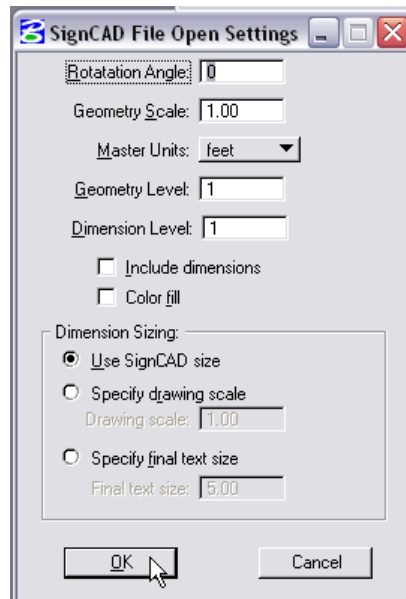 SignCAD File Open Settings
Rotatation Angle: 0
Geometry Scale: 1.00
Master Units: feet
Geometry Level: 1
Dimension Level: 1
Include dimensions
Color fill
Dimension Sizing:
Use SignCAD size
Specify drawing scale
Drawing scale: 1.00
Specify final text size
Final text size: 5.00
OK Cancel